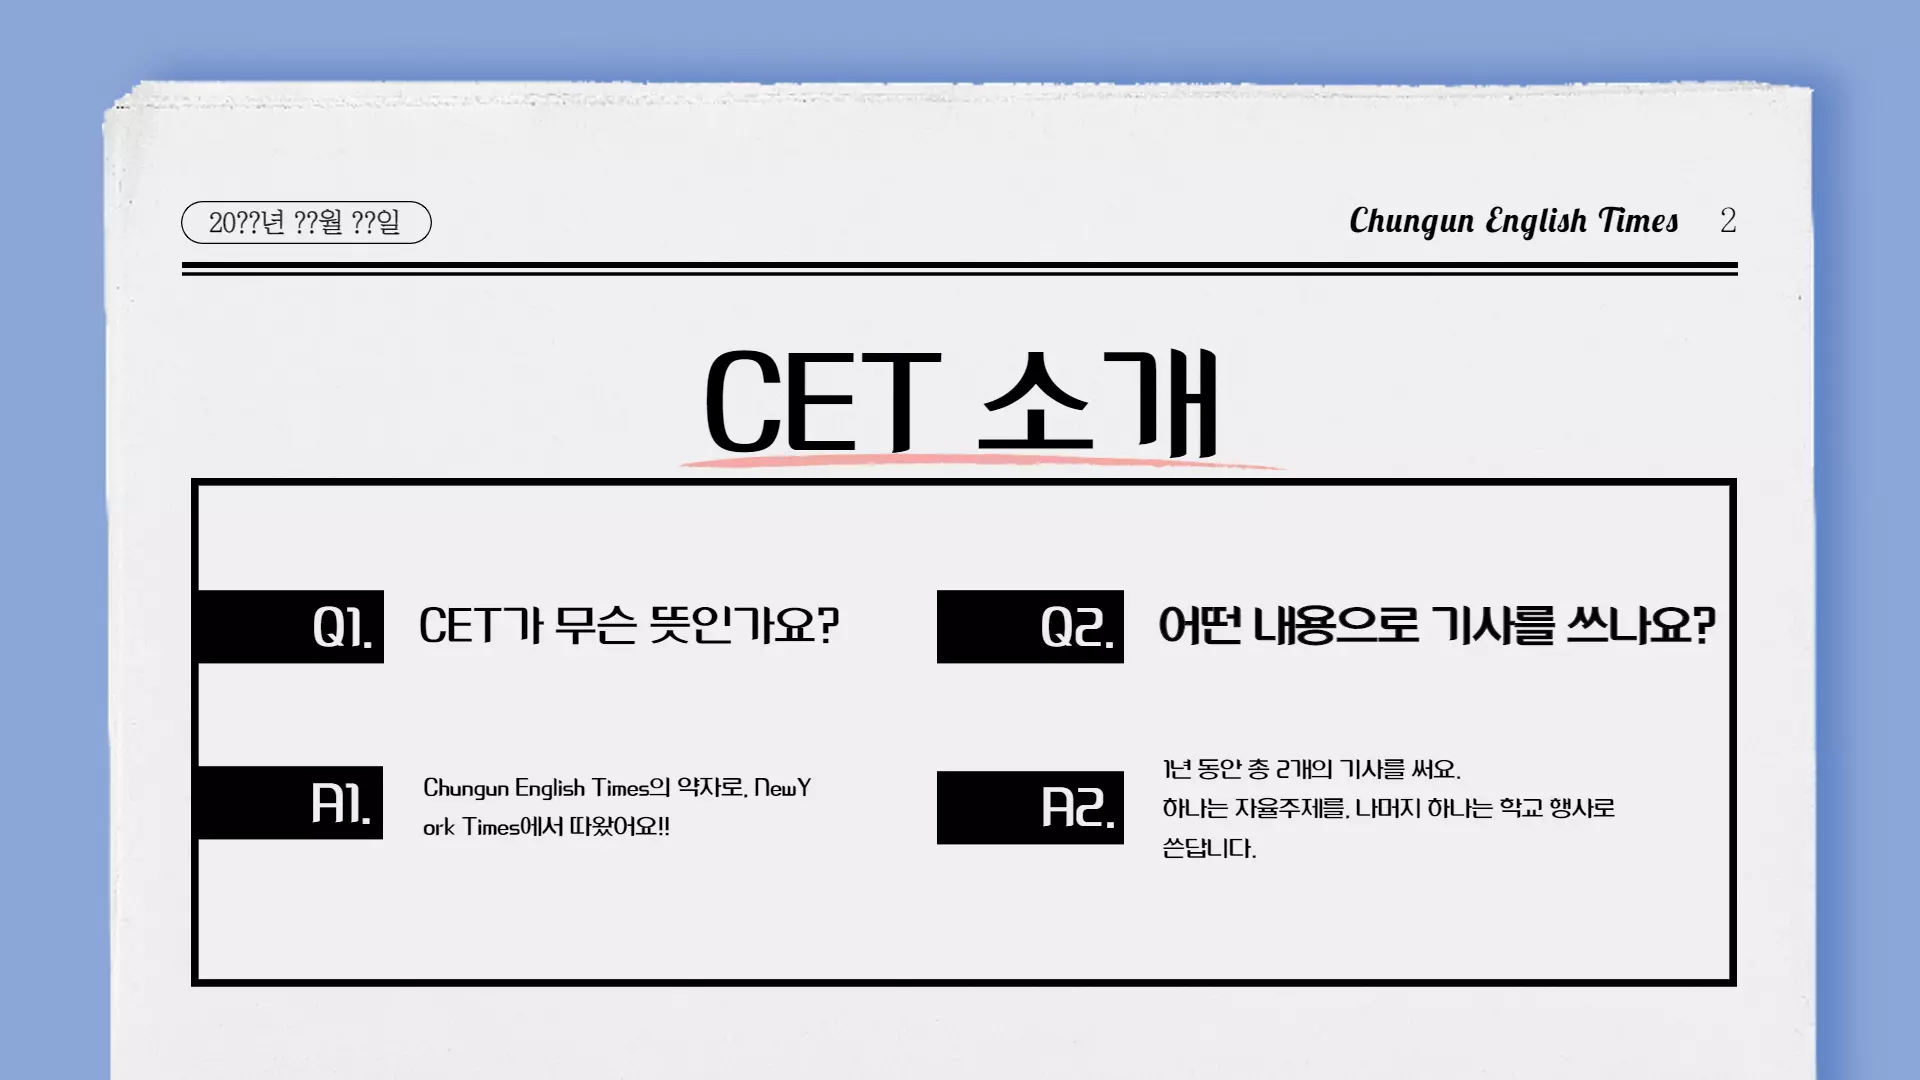 20??년 ??월 ??일
Chungun English Times 2
CET 소개
Q1. CET가 무슨 뜻인가요?
Q2. 어떤 내용으로 기사를 쓰나요?
A1. Chungun English Times의 약자로, NewY
ork Times에서 따왔어요!!
A2. 1년 동안 총 2개의 기사를 써요.
하나는 자율주제를, 나머지 하나는 학교 행사로
쓴답니다.